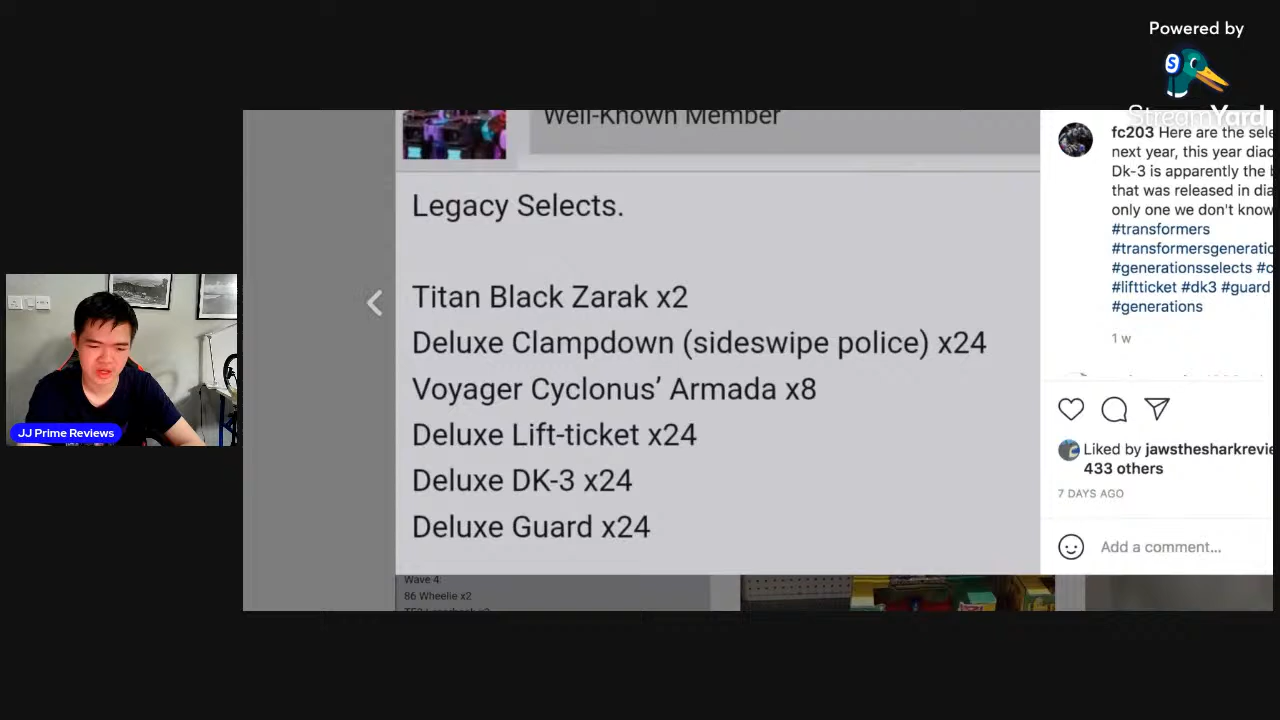 Powered by
StreamYard
Well-Known Member
Legacy Selects.
Titan Black Zarak x2
Deluxe Clampdown (sideswipe police) x24
Voyager Cyclonus’ Armada x8
Deluxe Lift-ticket x24
Deluxe DK-3 x24
Deluxe Guard x24
Wave 4:
86 Wheelie x2
fc203 Here are the sele
next year, this year diac
Dk-3 is apparently the b
that was released in dia
only one we don't know
#transformers
#transformersgeneratio
#generationsselects #c
#liftticket #dk3 #guard
#generations
1 w
Liked by jawsthesharkrevie
433 others
7 DAYS AGO
Add a comment...
JJ Prime Reviews